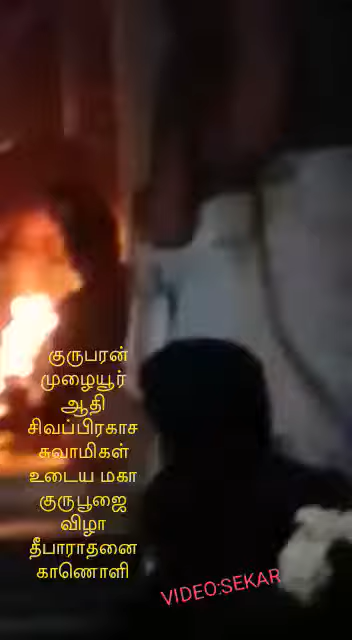 குருபரன்
முழையூர்
ஆதி
சிவப்பிரகாச
சுவாமிகள்
உடைய மகா
குருபூஜை
விழா
தீபாராதனை
காணொளி
VIDEO:SEKAR